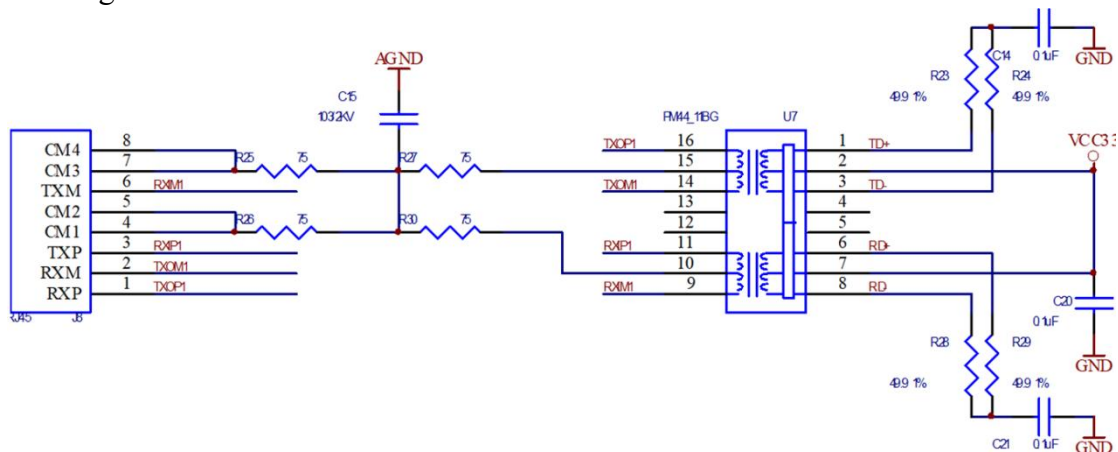 C14
0.1uF
GND
R23
R24
49.9 1%
49.9 1%
AGND
C15
103/2KV
PM44_11BG
U7
VCC33
CM4
8
R25
75
R27
75
TXOP1
16
1
TD+
CM3
7
15
2
TXM
6
RXIM1
TXOM1
14
3
TD-
CM2
5
13
4
CM1
4
R26
75
R30
75
12
5
TXP
3
RXIP1
RXIP1
11
6
RD+
RXM
2
TXOM1
10
7
RXP
1
TXOP1
RXIM1
9
8
RD-
RJ45
J8
C20
0.1uF
GND
R28
R29
49.9 1%
49.9 1%
C21
0.1uF
GND